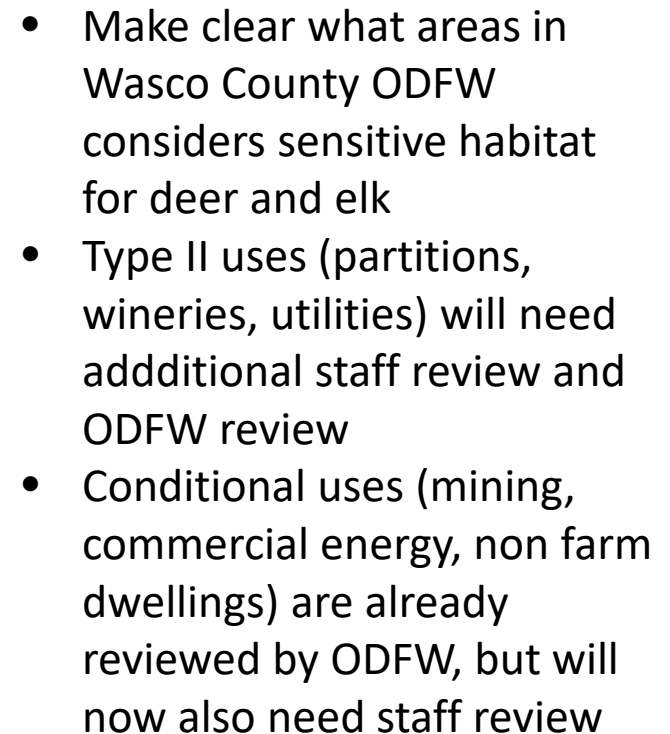 • Make clear what areas in
Wasco County ODFW
considers sensitive habitat
for deer and elk
• Type II uses (partitions,
wineries, utilities) will need
addditional staff review and
ODFW review
• Conditional uses (mining,
commercial energy, non farm
dwellings) are already
reviewed by ODFW, but will
now also need staff review